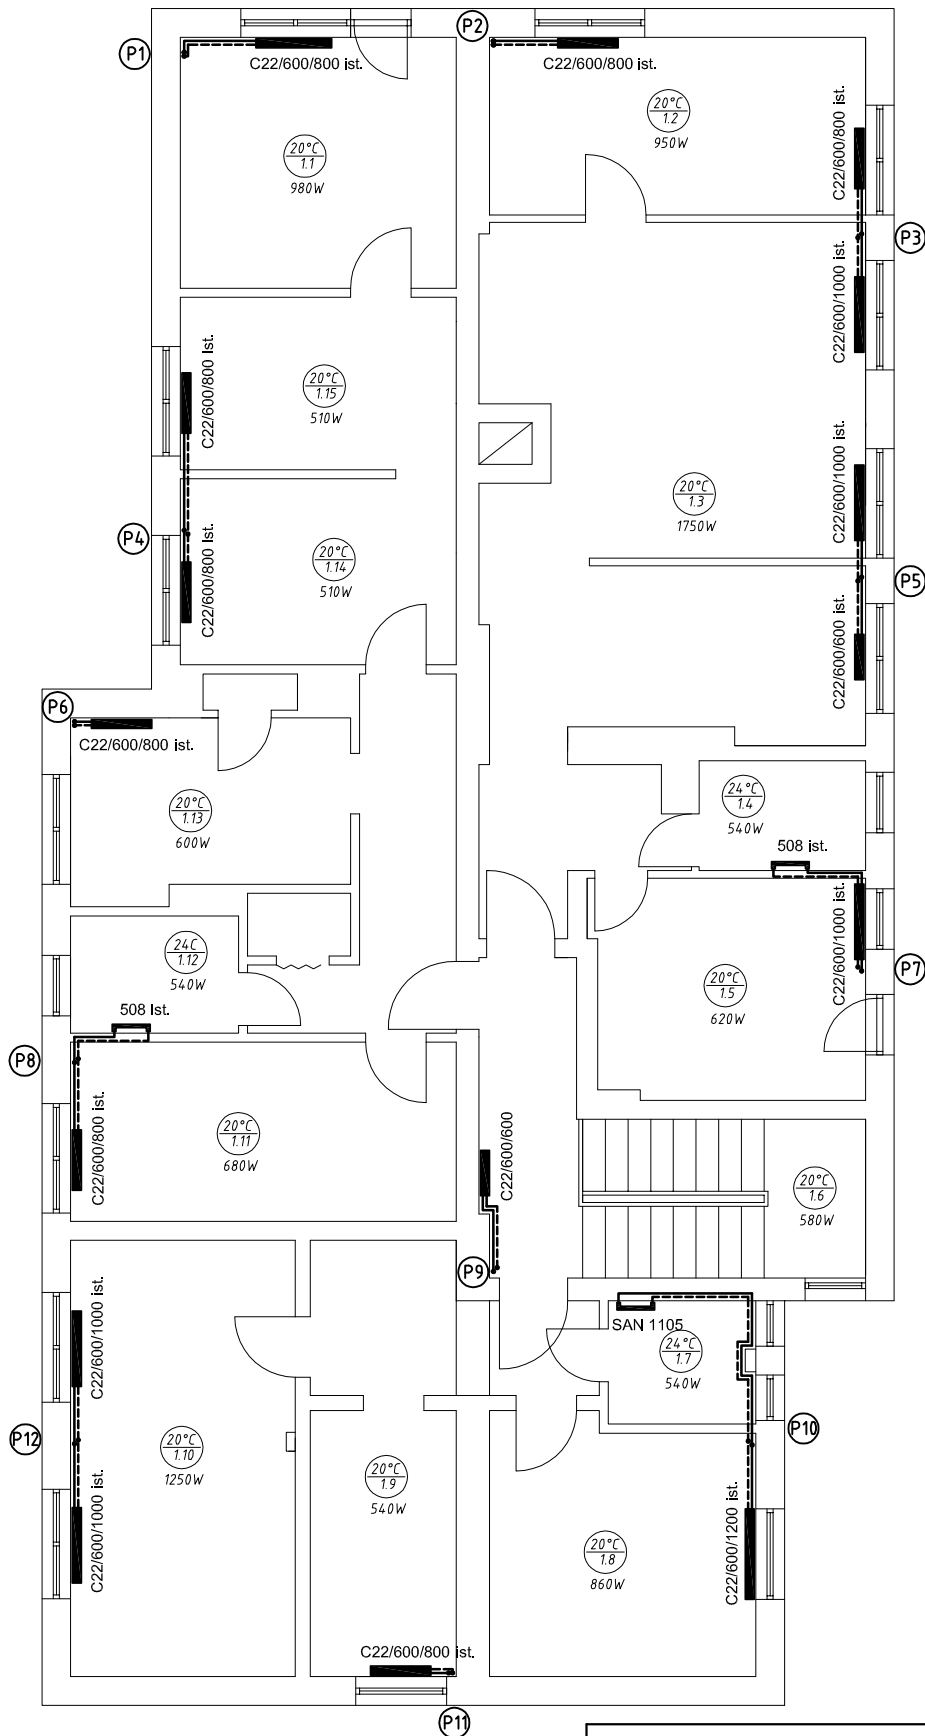 P1
P2
C22/600/800 ist.
C22/600/800 ist.
20°C
1.1
980W
20°C
1.2
950W
C22/600/800 ist.
P3
C22/600/1000 ist.
C22/600/800 Ist.
20°C
1.15
510W
P4
20°C
1.14
510W
C22/600/800 ist.
20°C
1.3
1750W
C22/600/1000 ist.
P5
C22/600/600 ist.
P6
C22/600/800 ist.
20°C
1.13
600W
24°C
1.4
540W
508 ist.
24C
1.12
540W
508 Ist.
20°C
1.5
620W
C22/600/1000 ist.
P7
P8
C22/600/800 ist.
20°C
1.11
680W
C22/600/600
20°C
1.6
580W
P9
C22/600/1000 ist.
SAN 1105
24°C
1.7
540W
P12
20°C
1.10
1250W
20°C
1.9
540W
P10
C22/600/1000 ist.
20°C
1.8
860W
C22/600/1200 ist.
C22/600/800 ist.
P11